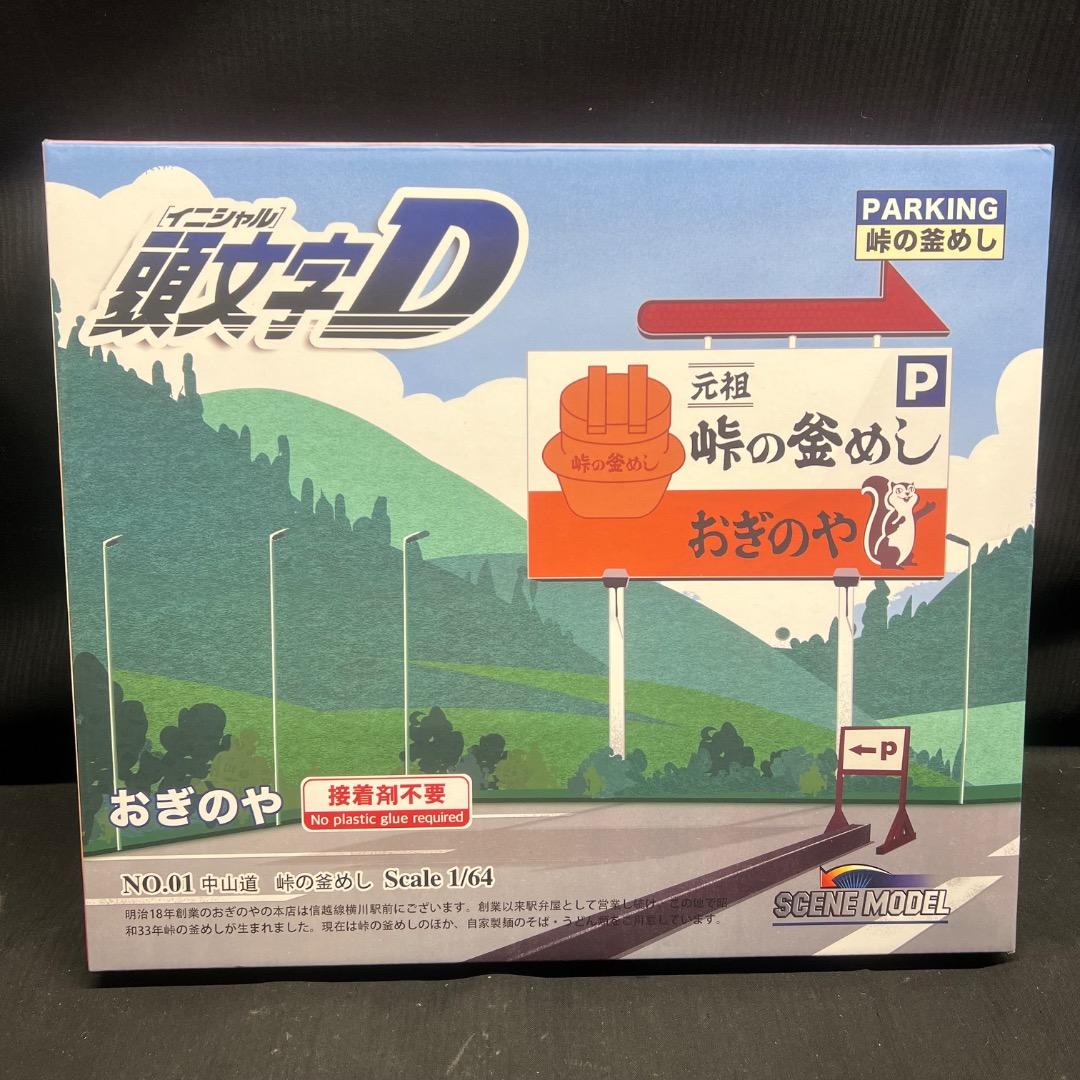 [イニシャル]
頭文字D
PARKING
峠の釜めし
P
元祖
峠の釜めし
峠の釜めし
おぎのや
←P
おぎのや
接着剤不要
No plastic glue required
NO.01 中山道 峠の釜めし Scale 1/64
明治18年創業のおぎのやの本店は信越線横川駅前にございます。創業以来駅弁屋として営業し続け、この地で昭
和33年峠の釜めしが生まれました。現在は峠の釜めしのほか、自家製麺のそば・うどん類をご用意しています。
SCENE MODEL